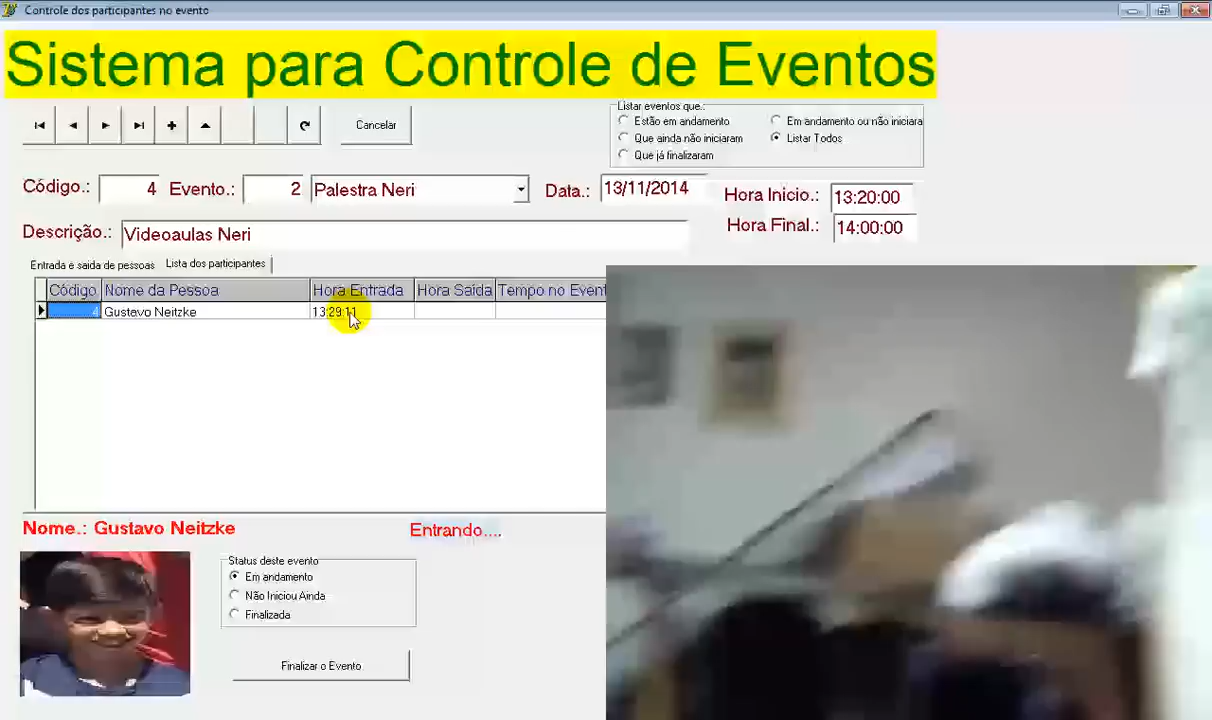 Controle dos participantes no evento
Sistema para Controle de Eventos
Cancelar
Listar eventos que.:
Estão em andamento
Em andamento ou não iniciara
Que ainda não iniciaram
Listar Todos
Que já finalizaram
Código.: 4 Evento.: 2 Palestra Neri Data.: 13/11/2014 Hora Inicio.: 13:20:00
Hora Final.: 14:00:00
Descrição.: Videoaulas Neri
Entrada e saida de pessoas Lista dos participantes
Código Nome da Pessoa Hora Entrada Hora Saída Tempo no Event
4 Gustavo Neitzke 13:29:11
Nome.: Gustavo Neitzke Entrando....
Status deste evento
Em andamento
Não Iniciou Ainda
Finalizada
Finalizar o Evento